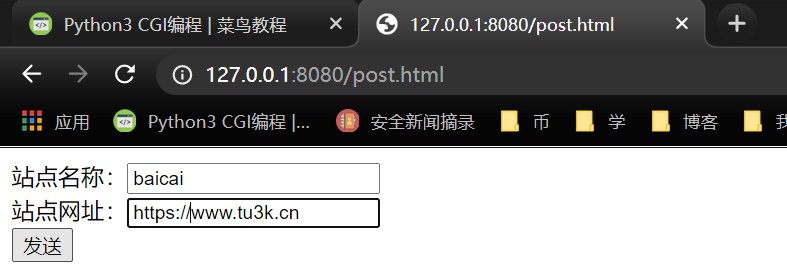 Python3 CGI编程 | 菜鸟教程 127.0.0.1:8080/post.html
127.0.0.1:8080/post.html
应用 Python3 CGI编程 |... 安全新闻摘录 币 学 博客 我
站点名称: baicai
站点网址: https://www.tu3k.cn
发送